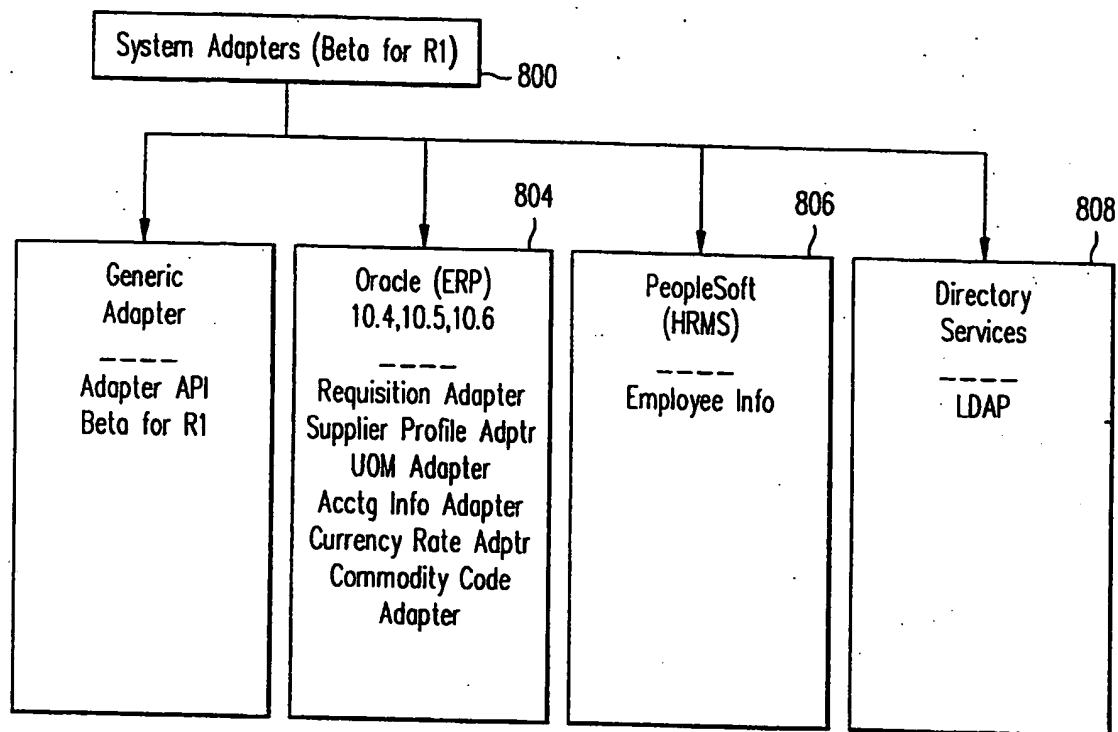 System Adapters (Beta for R1)
800
804
806
808
Generic
Adapter
Adapter API
Beta for R1
Oracle (ERP)
10.4,10.5,10.6
Requisition Adapter
Supplier Profile Adptr
UOM Adapter
Acctg Info Adapter
Currency Rate Adptr
Commodity Code
Adapter
PeopleSoft
(HRMS)
Employee Info
Directory
Services
LDAP